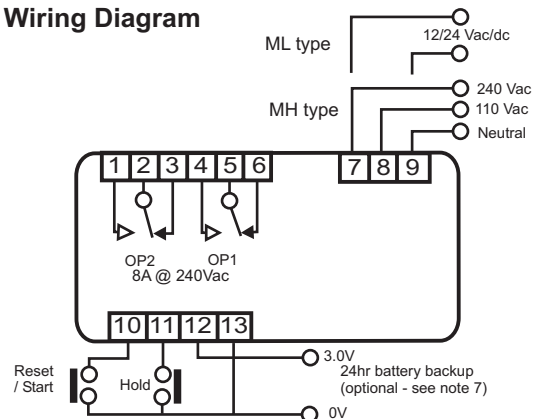 Wiring Diagram
12/24 Vac/dc
ML type
240 Vac
MH type
110 Vac
Neutral
1 2 3 4 5 6
7 8 9
OP2
OP1
8A @ 240Vac
10 11 12 13
3.0V
Reset
/ Start
Hold
24hr battery backup
(optional - see note 7)
0V